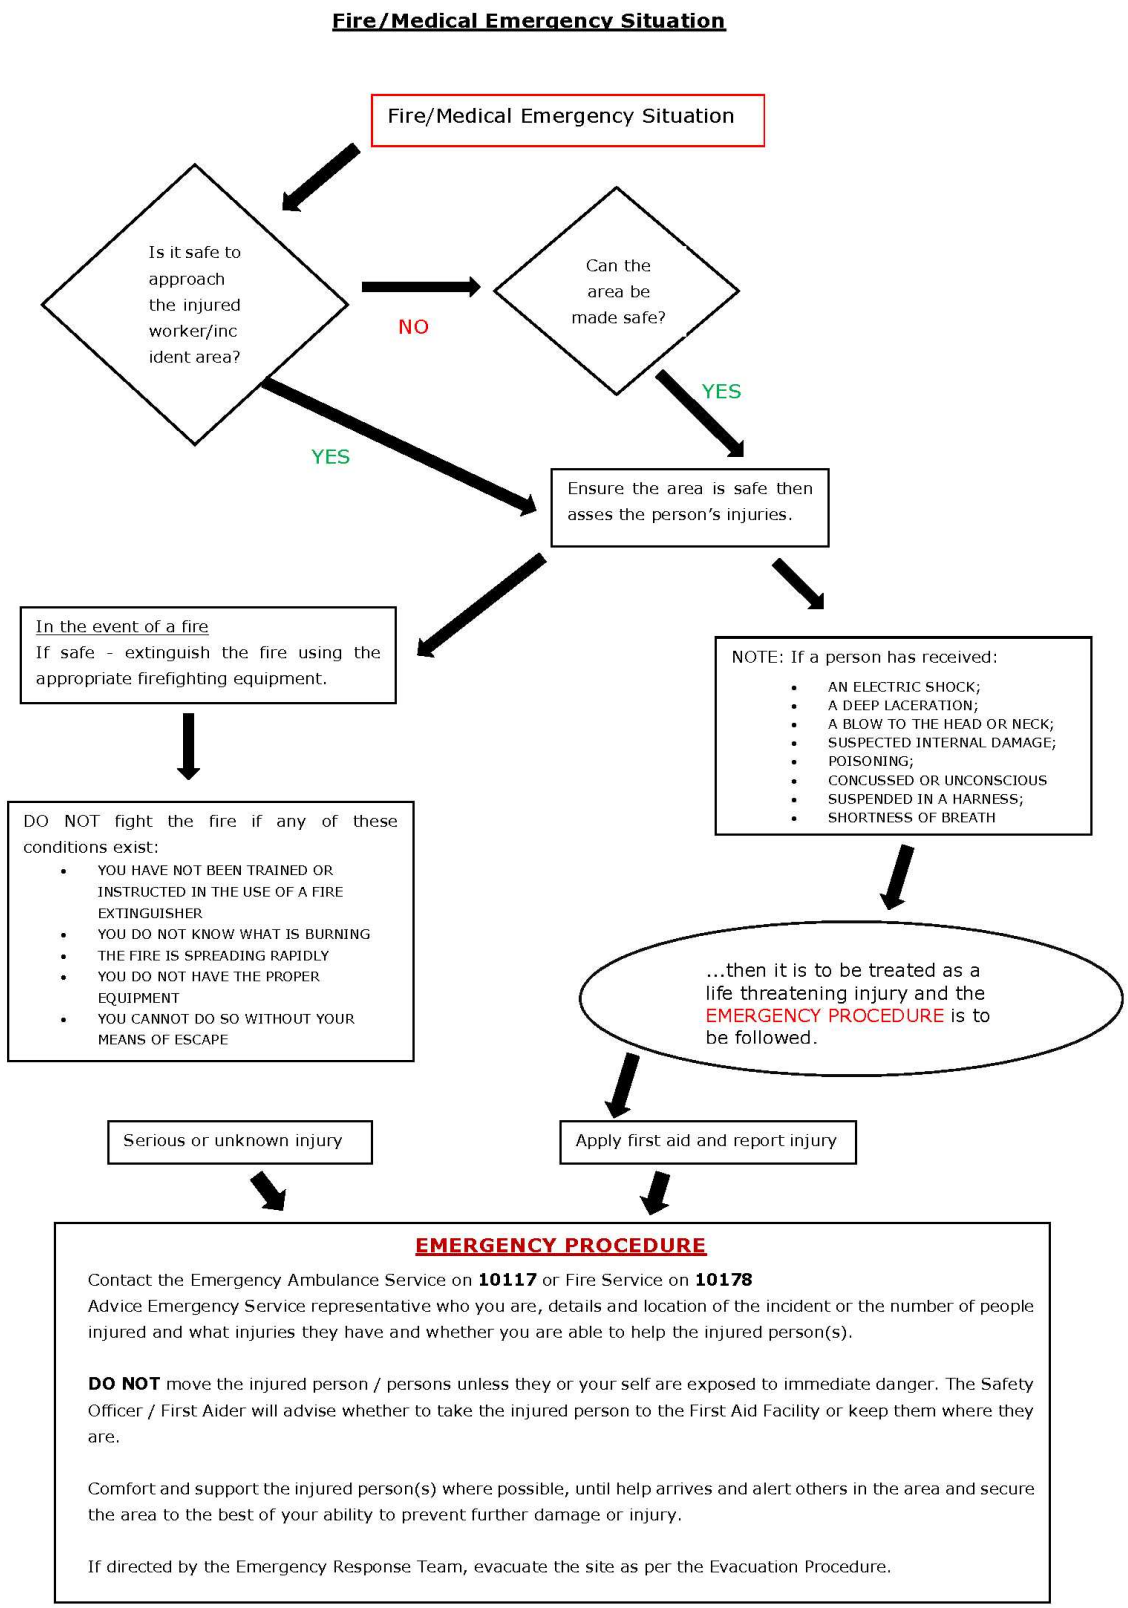 Fire/Medical Emergency Situation
Fire/Medical Emergency Situation
Is it safe to
approach
the injured
worker/inc
ident area?
NO
Can the
area be
made safe?
YES
YES
Ensure the area is safe then
asses the person's injuries.
In the event of a fire
If safe - extinguish the fire using the
appropriate firefighting equipment.
NOTE: If a person has received:
• AN ELECTRIC SHOCK;
• A DEEP LACERATION;
• A BLOW TO THE HEAD OR NECK;
• SUSPECTED INTERNAL DAMAGE;
• POISONING;
• CONCUSSED OR UNCONSCIOUS
• SUSPENDED IN A HARNESS;
• SHORTNESS OF BREATH
DO NOT fight the fire if any of these
conditions exist:
• YOU HAVE NOT BEEN TRAINED OR
INSTRUCTED IN THE USE OF A FIRE
EXTINGUISHER
• YOU DO NOT KNOW WHAT IS BURNING
• THE FIRE IS SPREADING RAPIDLY
• YOU DO NOT HAVE THE PROPER
EQUIPMENT
• YOU CANNOT DO SO WITHOUT YOUR
MEANS OF ESCAPE
...then it is to be treated as a
life threatening injury and the
EMERGENCY PROCEDURE is to
be followed.
Serious or unknown injury
Apply first aid and report injury
EMERGENCY PROCEDURE
Contact the Emergency Ambulance Service on 10117 or Fire Service on 10178
Advice Emergency Service representative who you are, details and location of the incident or the number of people
injured and what injuries they have and whether you are able to help the injured person(s).
DO NOT move the injured person / persons unless they or your self are exposed to immediate danger. The Safety
Officer / First Aider will advise whether to take the injured person to the First Aid Facility or keep them where they
are.
Comfort and support the injured person(s) where possible, until help arrives and alert others in the area and secure
the area to the best of your ability to prevent further damage or injury.
If directed by the Emergency Response Team, evacuate the site as per the Evacuation Procedure.